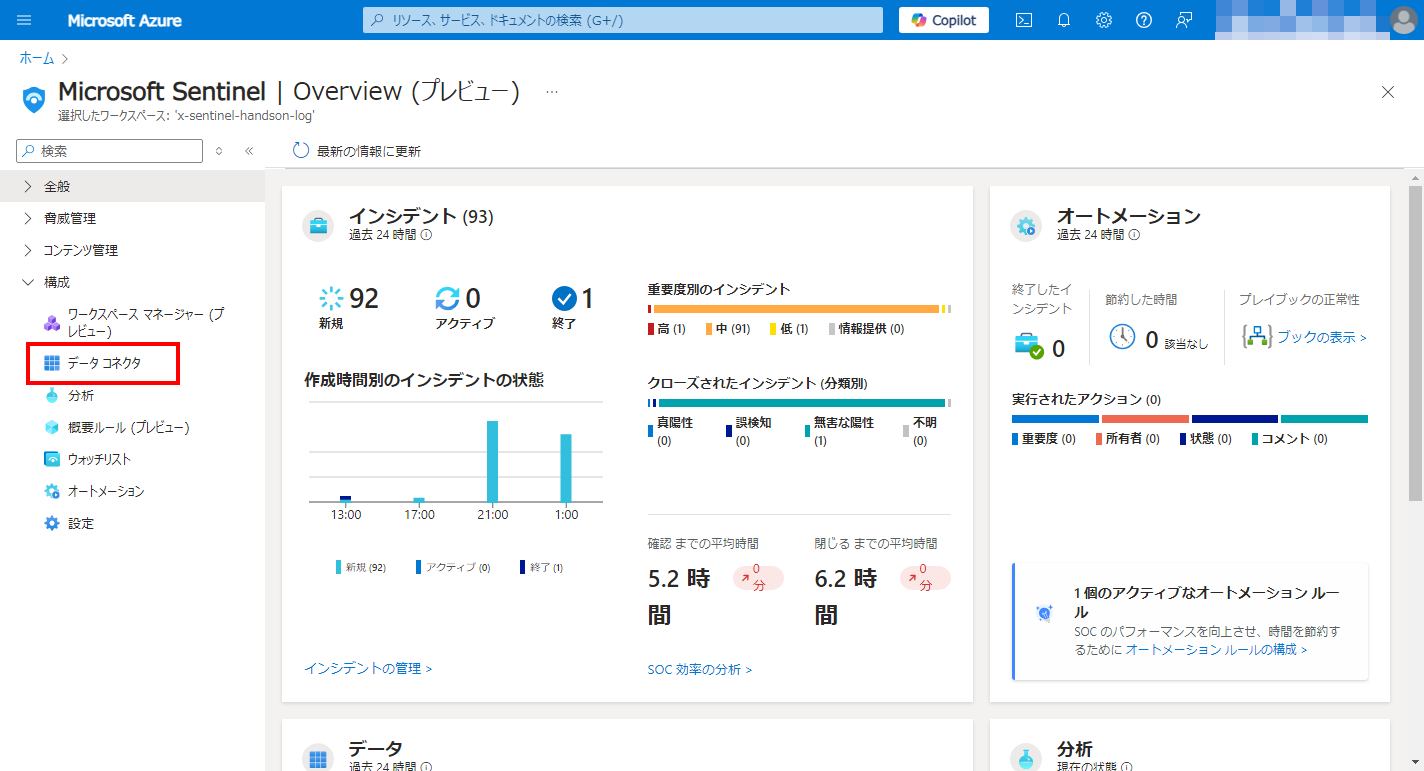 Microsoft Azure
リソース、サービス、ドキュメントの検索 (G+/)
Copilot
ホーム
Microsoft Sentinel | Overview (プレビュー)
選択したワークスペース: 'x-sentinel-handson-log'
検索
最新の情報に更新
全般
脅威管理
コンテンツ管理
構成
ワークスペース マネージャー (プ
レビュー)
データ コネクタ
分析
概要ルール (プレビュー)
ウォッチリスト
オートメーション
設定
インシデント (93)
過去 24 時間
92
新規
0
アクティブ
1
終了
作成時間別のインシデントの状態
13:00 17:00 21:00 1:00
新規 (92) アクティブ (0) 終了 (1)
インシデントの管理 >
重要度別のインシデント
高 (1) 中 (91) 低 (1) 情報提供 (0)
クローズされたインシデント (分類別)
真陽性
(0)
誤検知
(0)
無害な陽性
(1)
不明
(0)
確認 までの平均時間
5.2 時
間
0
分
閉じる までの平均時間
6.2 時
間
0
分
SOC 効率の分析 >
オートメーション
過去 24 時間
終了したイ
ンシデント
0
節約した時間
0 該当なし
プレイブックの正常性
ブックの表示 >
実行されたアクション (0)
重要度 (0) 所有者 (0) 状態 (0) コメント (0)
1 個のアクティブなオートメーション ルー
ル
SOC のパフォーマンスを向上させ、時間を節約す
るために オートメーション ルールの構成 >
データ
過去 24 時間
分析
現在の状態